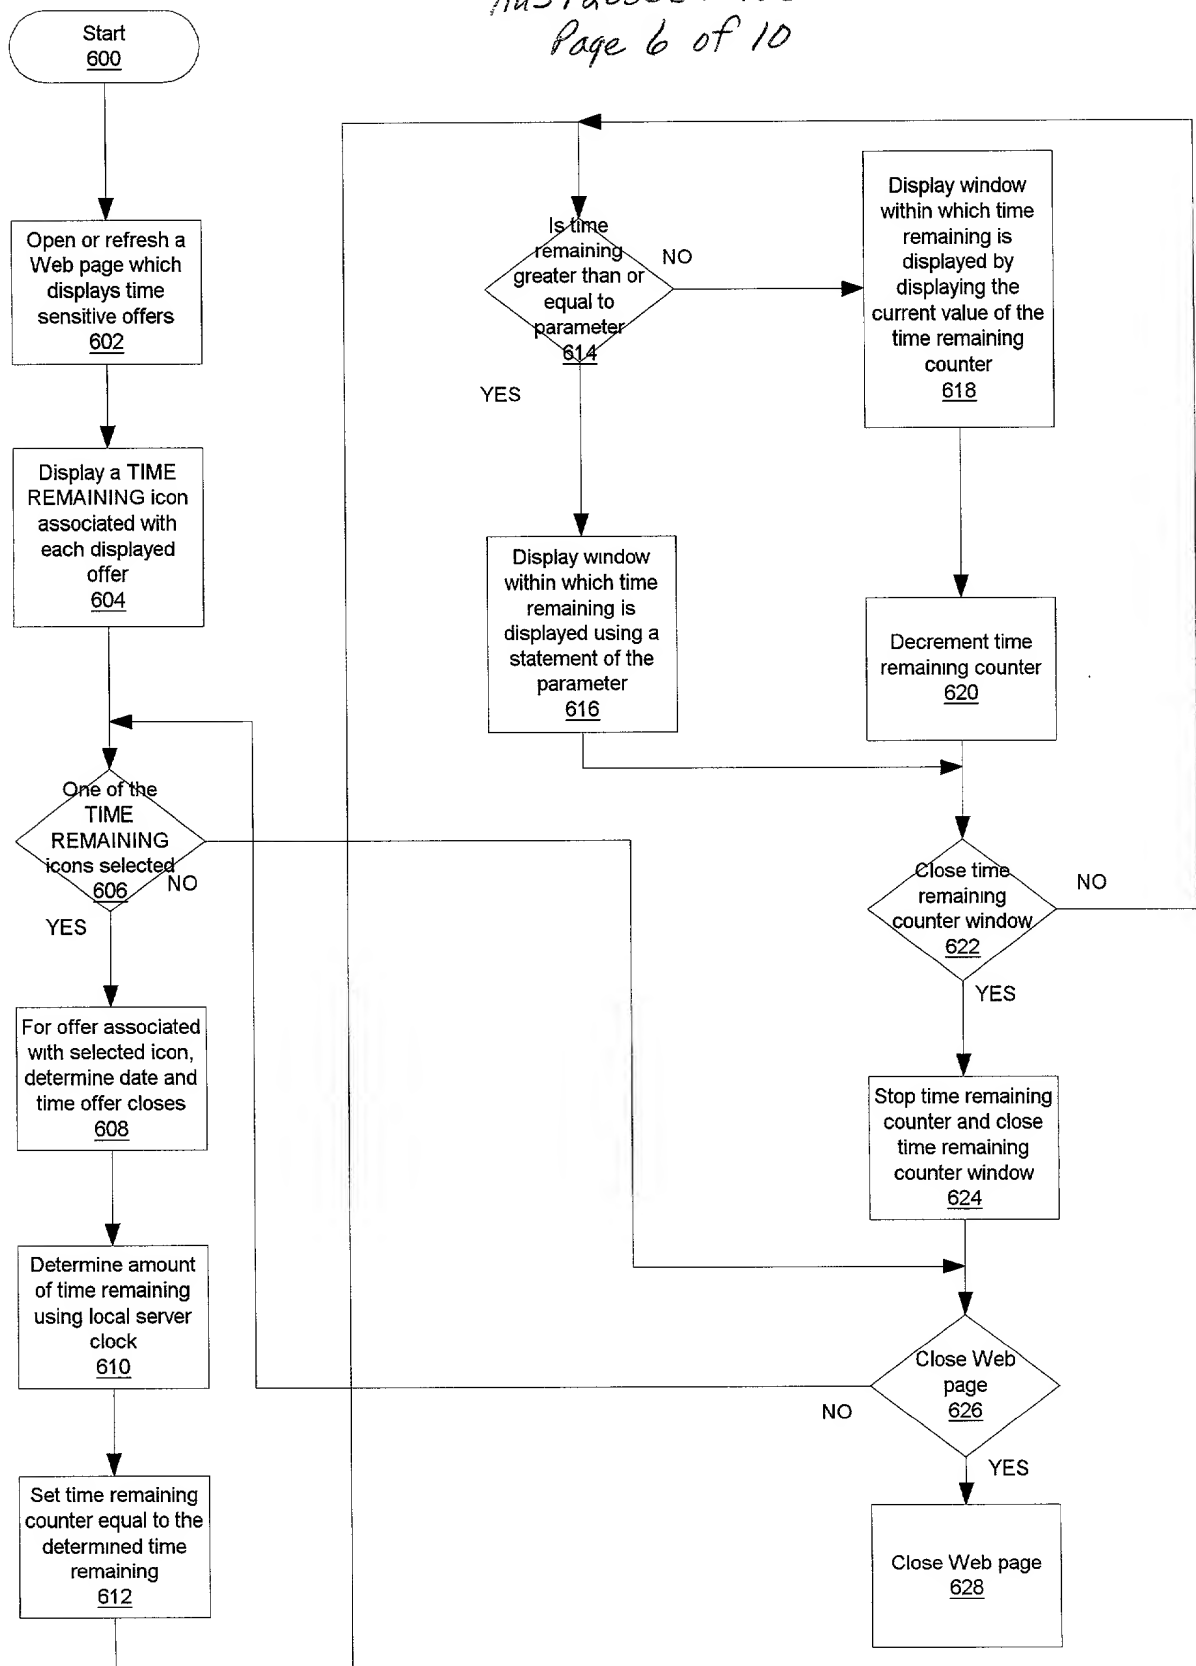 Page 6 of 10
Start
600
Open or refresh a
Web page which
displays time
sensitive offers
602
Display a TIME
REMAINING icon
associated with
each displayed
offer
604
One of the
TIME
REMAINING
icons selected
606
NO
YES
For offer associated
with selected icon,
determine date and
time offer closes
608
Determine amount
of time remaining
using local server
clock
610
Set time remaining
counter equal to the
determined time
remaining
612
Is time
remaining
greater than or
equal to
parameter
614
NO
YES
Display window
within which time
remaining is
displayed using a
statement of the
parameter
616
Display window
within which time
remaining is
displayed by
displaying the
current value of the
time remaining
counter
618
Decrement time
remaining counter
620
Close time
remaining
counter window
622
NO
YES
Stop time remaining
counter and close
time remaining
counter window
624
Close Web
page
626
NO
YES
Close Web page
628